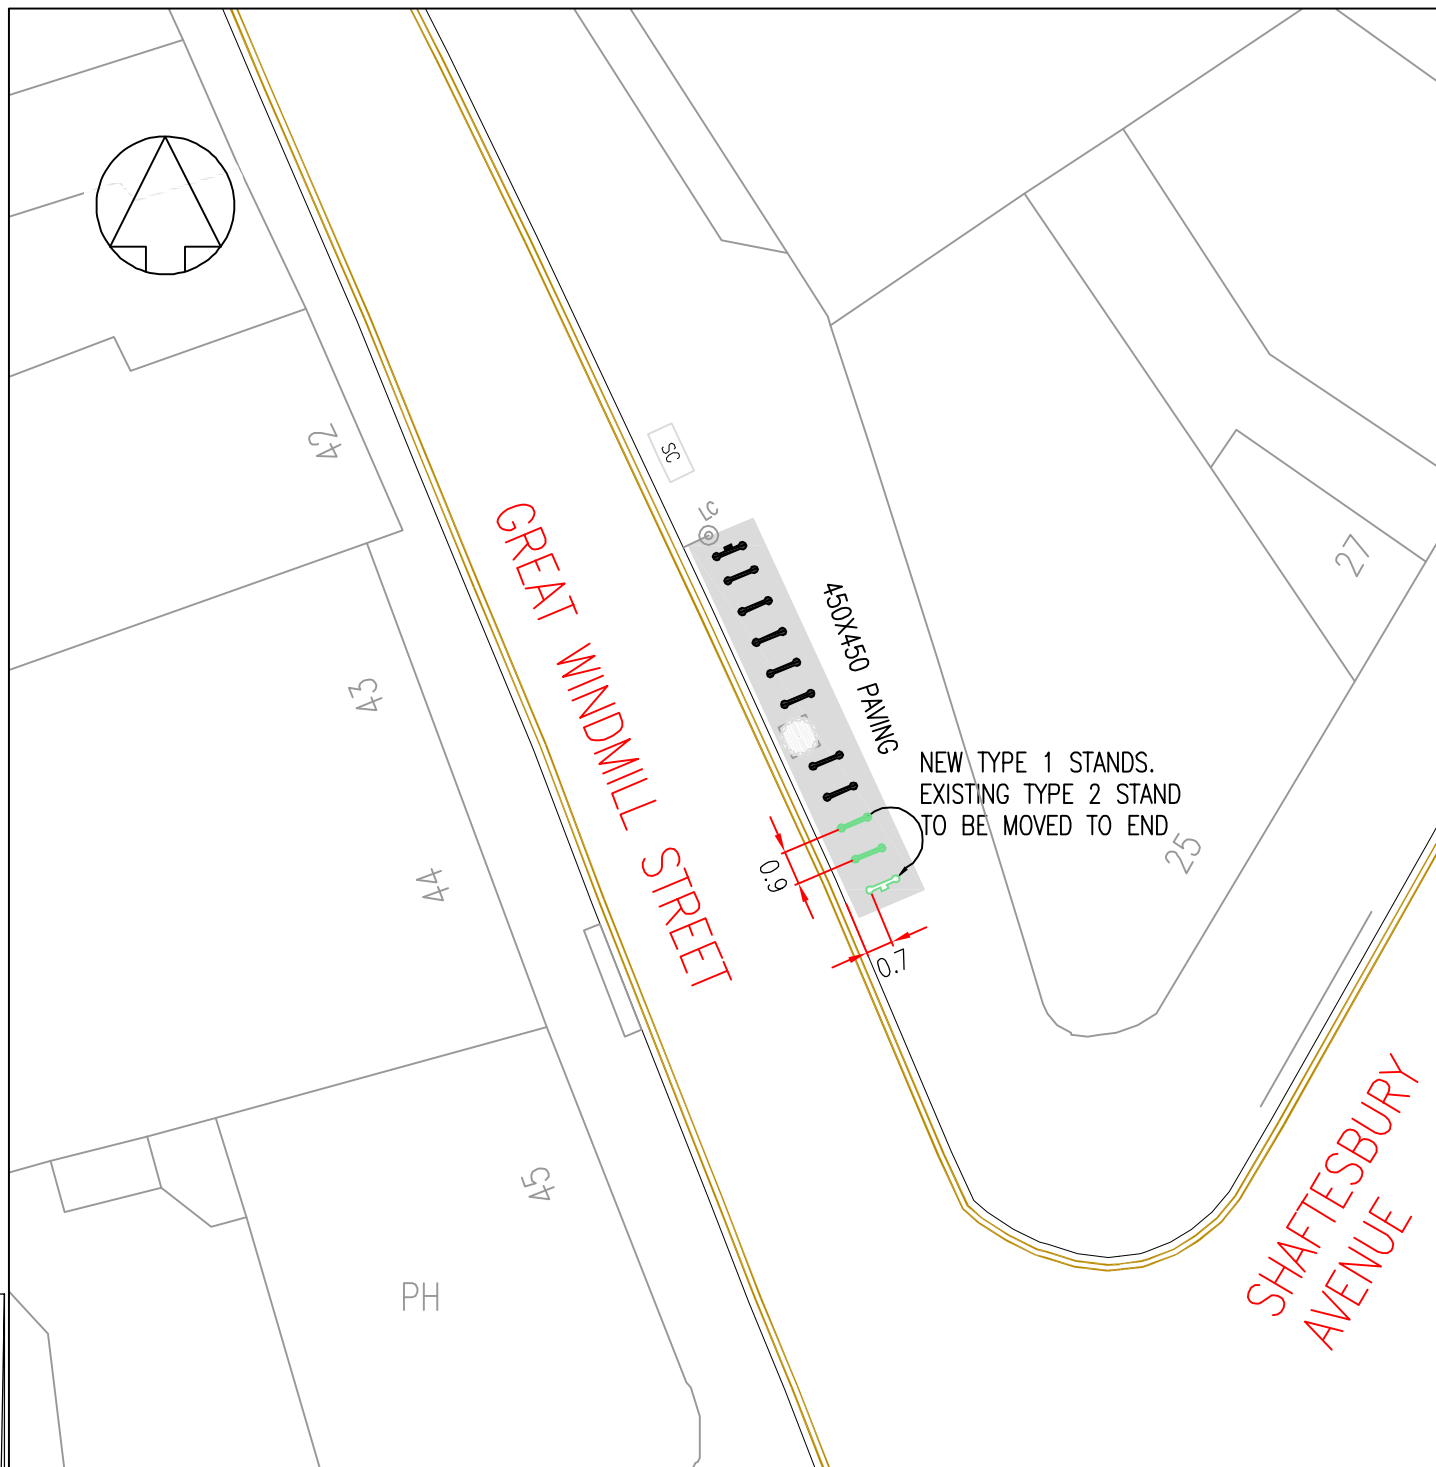 42
SC
LC
GREAT WINDMILL STREET
27
450X450 PAVING
43
NEW TYPE 1 STANDS.
EXISTING TYPE 2 STAND
TO BE MOVED TO END
25
0.9
44
0.7
45
SHAFTESBURY
AVENUE
PH